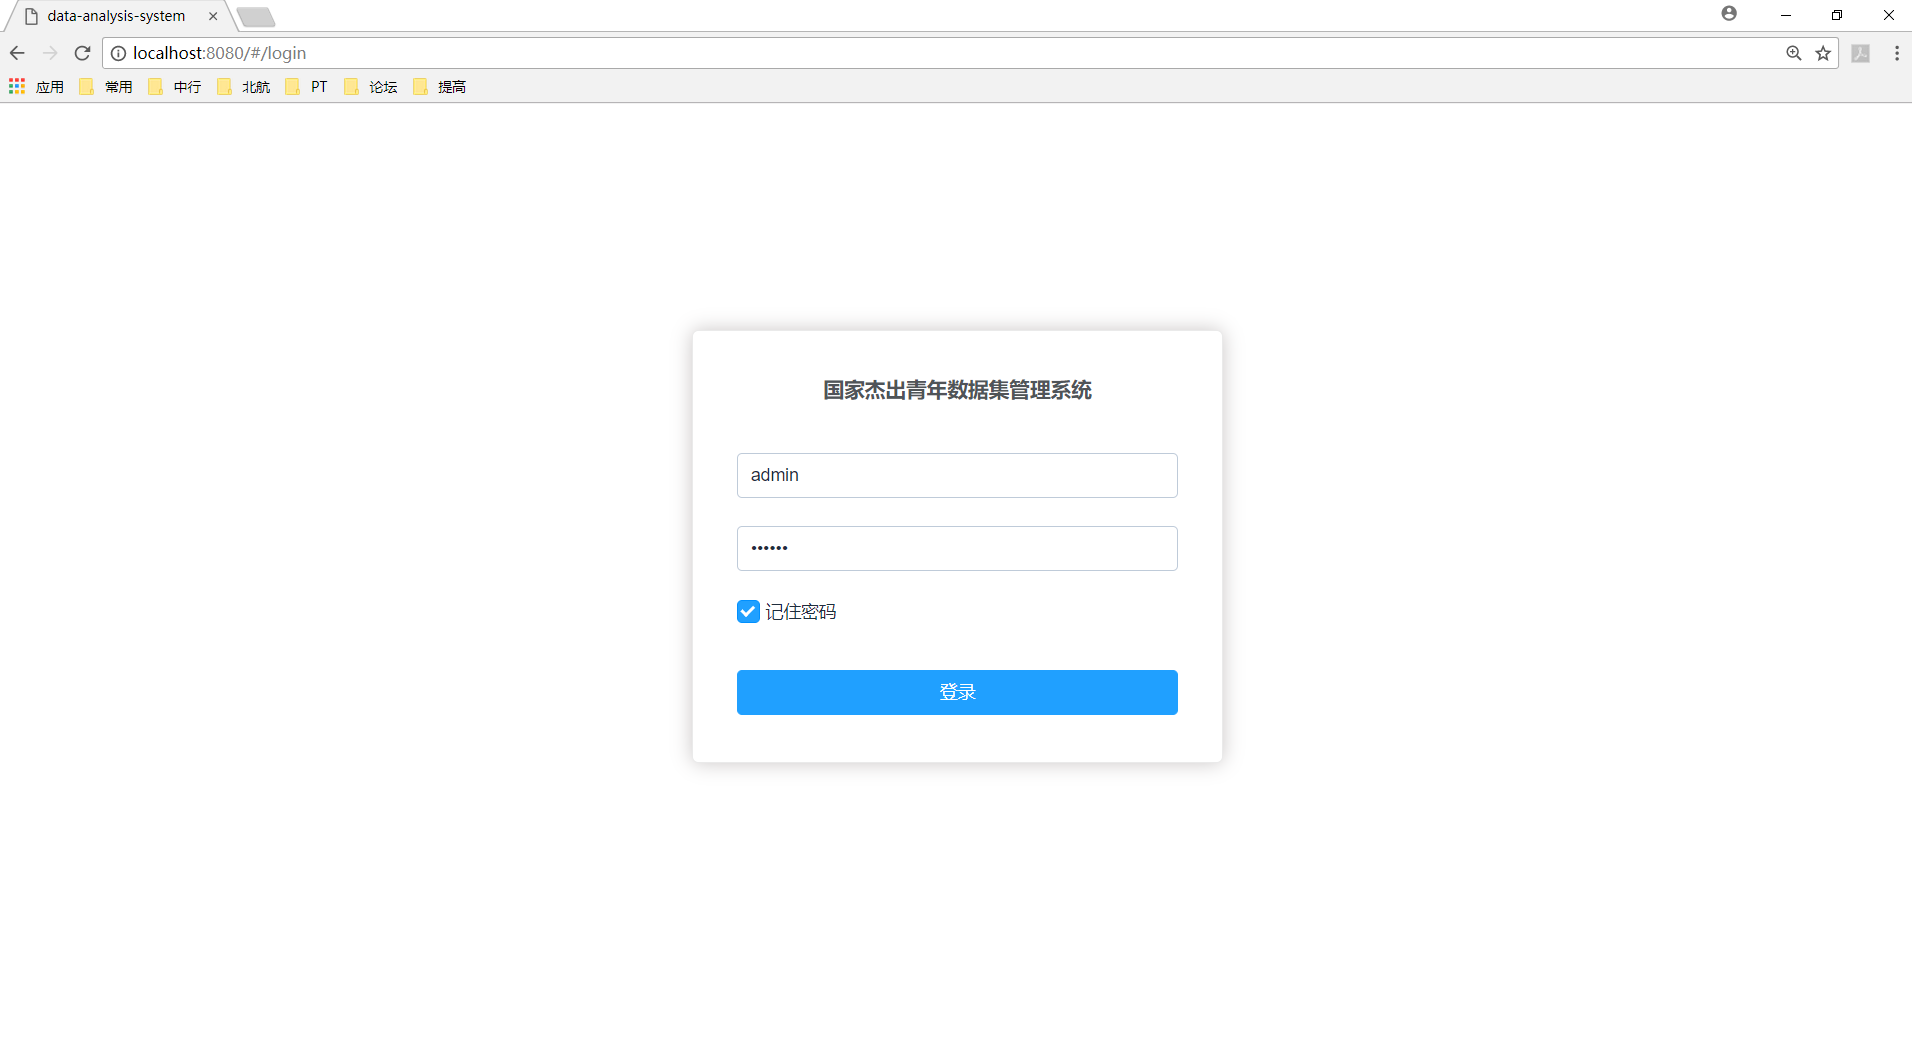 data-analysis-system
localhost:8080/#/login
应用 常用 中行 北航 PT 论坛 提高
国家杰出青年数据集管理系统
admin
••••••
记住密码
登录